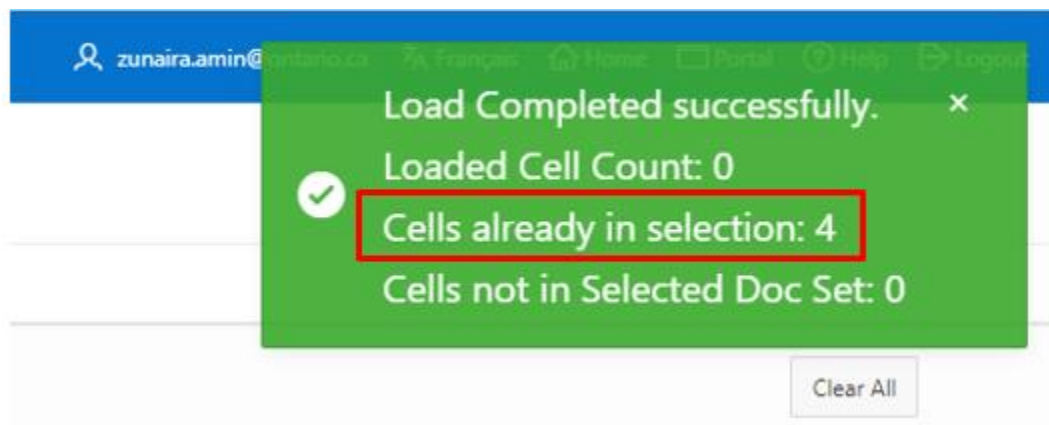 zunaira.amin@ontario.ca Français Home Portal Help Logout
Load Completed successfully. ×
Loaded Cell Count: 0
Cells already in selection: 4
Cells not in Selected Doc Set: 0
Clear All